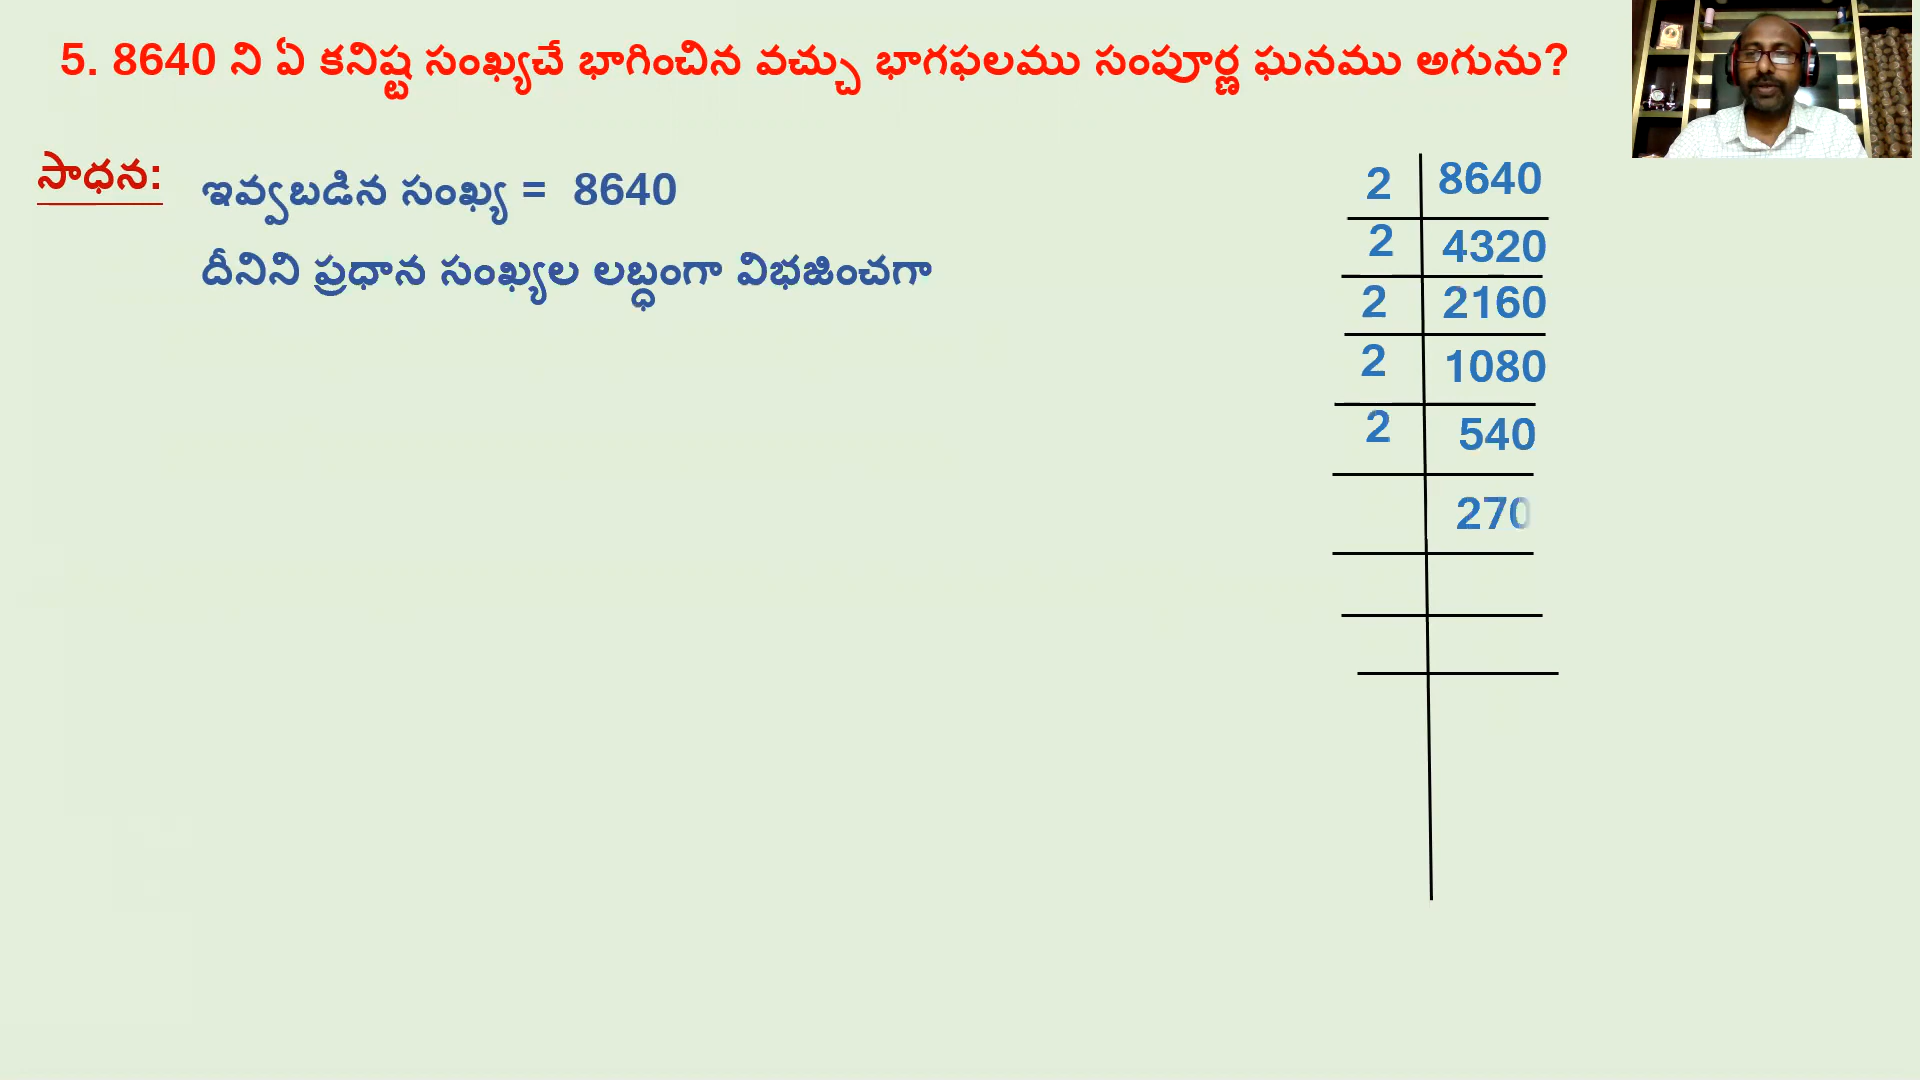 5. 8640 ని ఏ కనిష్ట సంఖ్యచే భాగించిన వచ్చు భాగఫలము సంపూర్ణ ఘనము అగును?
సాధన:
ఇవ్వబడిన సంఖ్య = 8640
దీనిని ప్రధాన సంఖ్యల లబ్ధంగా విభజించగా
2 8640
2 4320
2 2160
2 1080
2 540
270